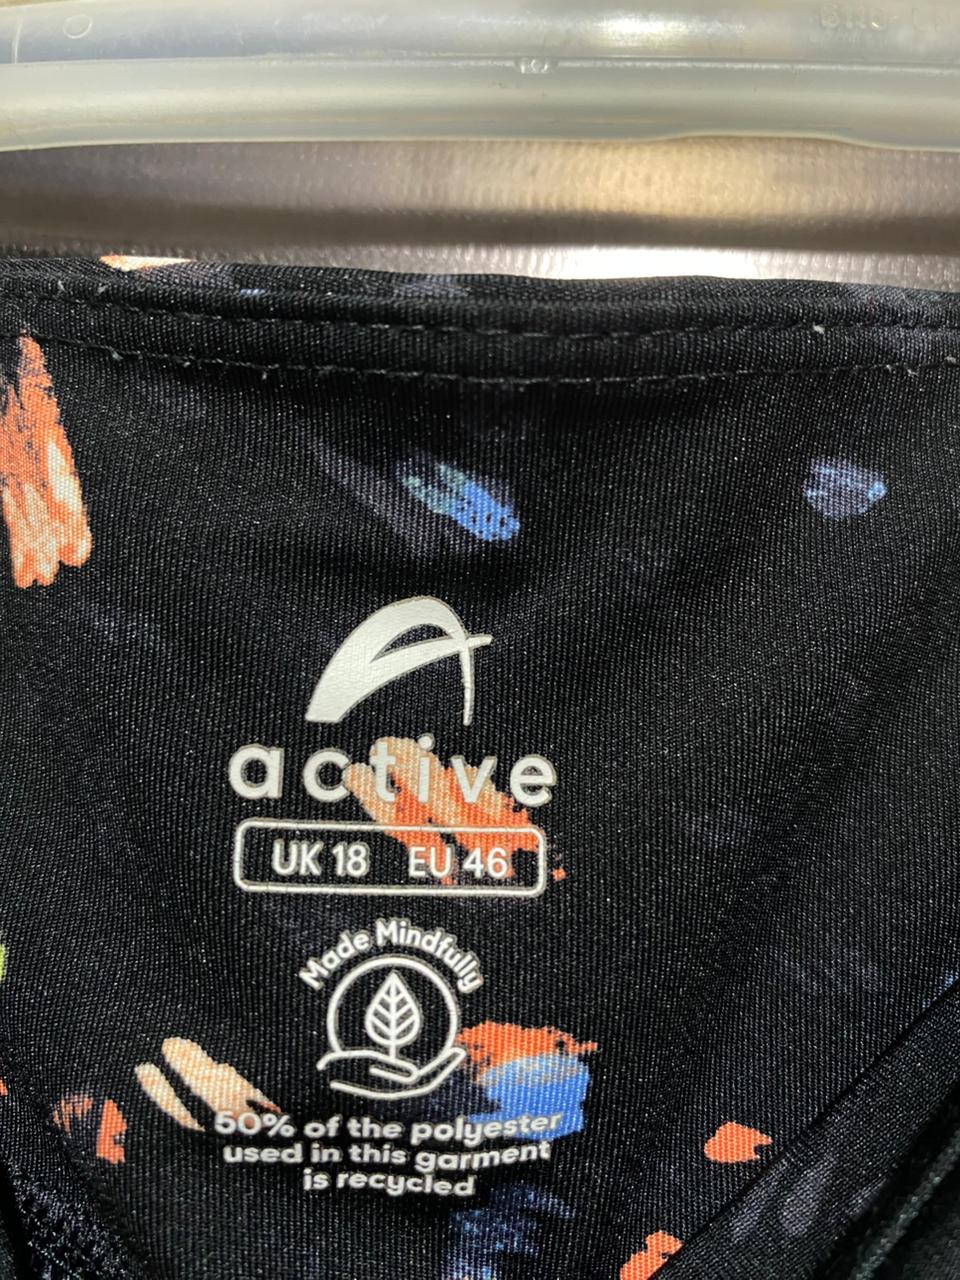 active
UK 18 EU 46
Made Mindfully
50% of the polyester
used in this garment
is recycled